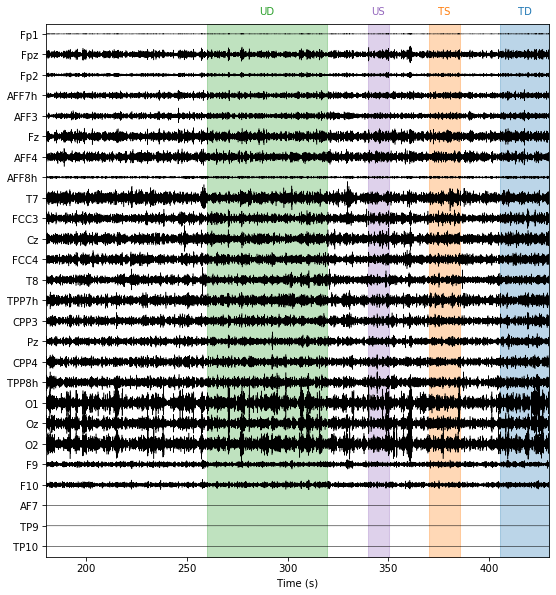 UD US TS TD
Fp1
Fpz
Fp2
AFF7h
AFF3
Fz
AFF4
AFF8h
T7
FCC3
Cz
FCC4
T8
TPP7h
CPP3
Pz
CPP4
TPP8h
O1
Oz
O2
F9
F10
AF7
TP9
TP10
200 250 300 350 400
Time (s)